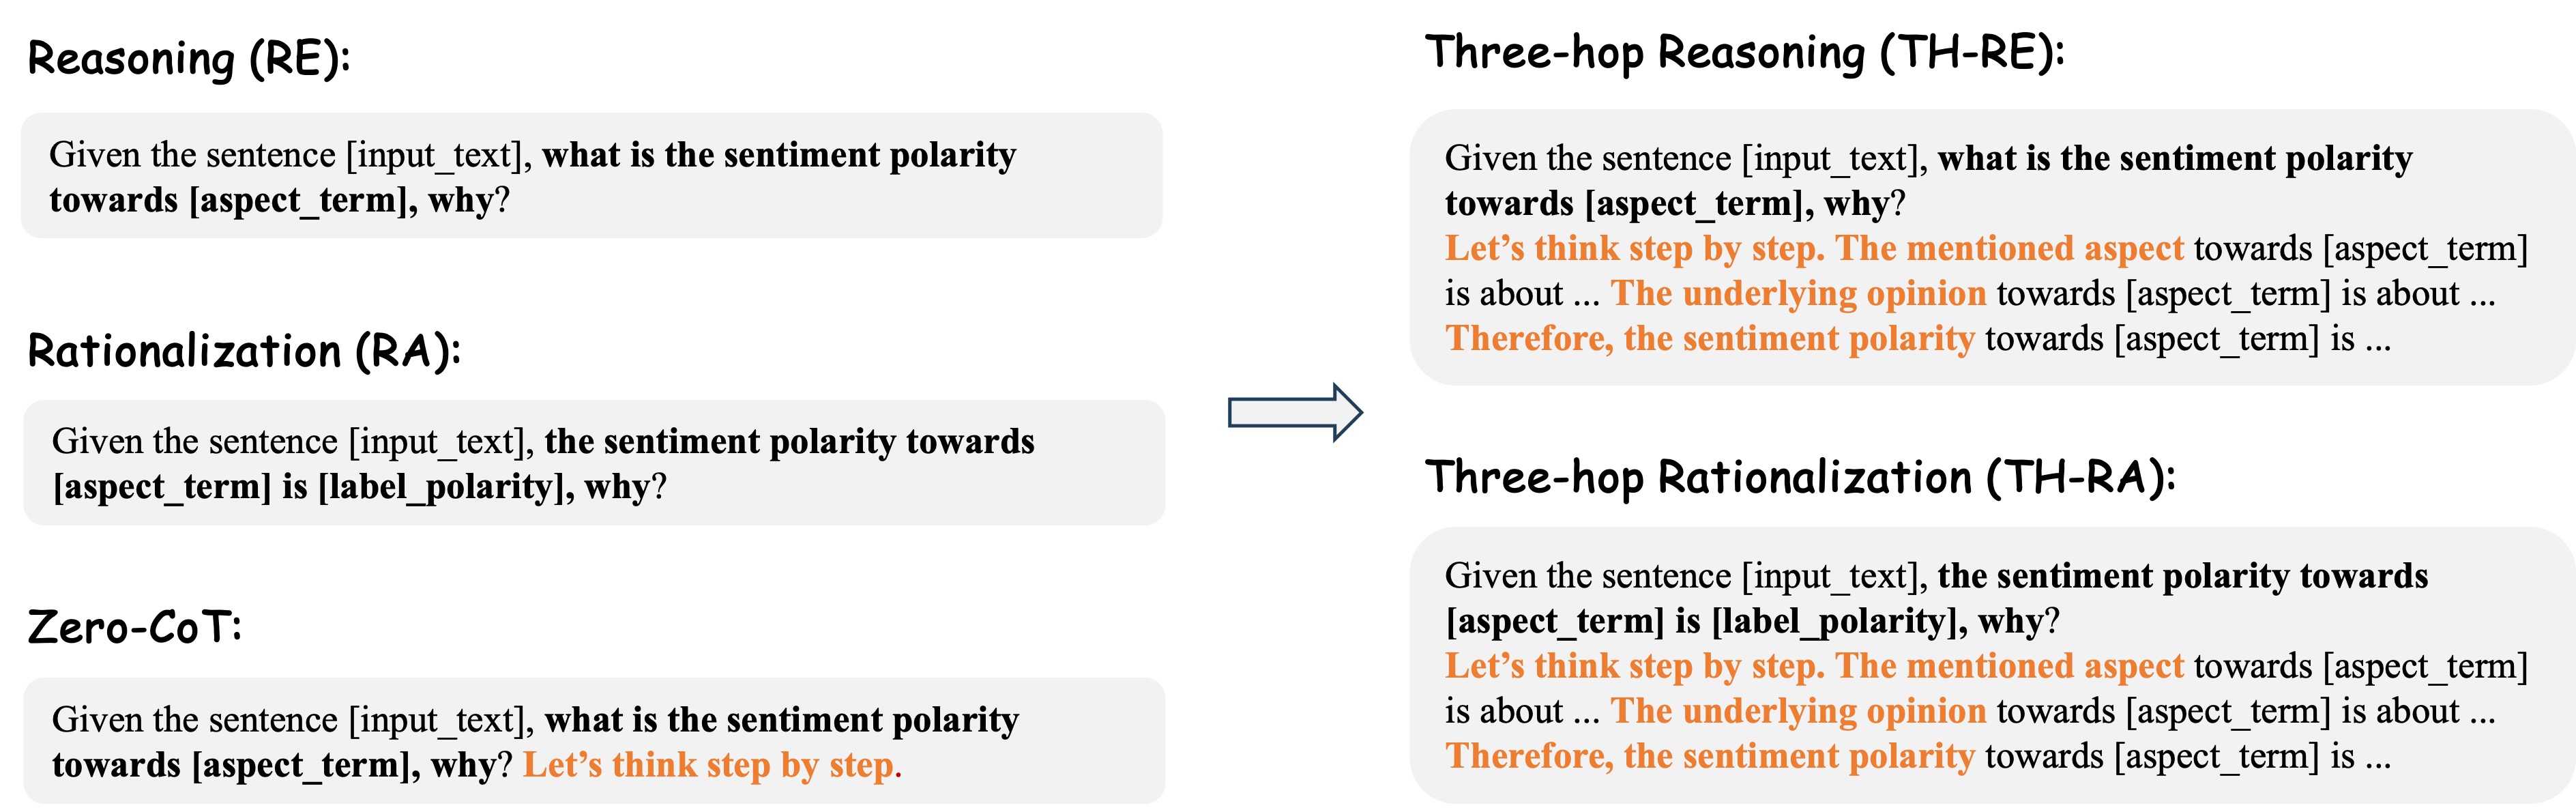 Reasoning (RE):
Given the sentence [input_text], what is the sentiment polarity
towards [aspect_term], why?
Rationalization (RA):
Given the sentence [input_text], the sentiment polarity towards
[aspect_term] is [label_polarity], why?
Zero-CoT:
Given the sentence [input_text], what is the sentiment polarity
towards [aspect_term], why? Let’s think step by step.
Three-hop Reasoning (TH-RE):
Given the sentence [input_text], what is the sentiment polarity
towards [aspect_term], why?
Let’s think step by step. The mentioned aspect towards [aspect_term]
is about ... The underlying opinion towards [aspect_term] is about ...
Therefore, the sentiment polarity towards [aspect_term] is ...
Three-hop Rationalization (TH-RA):
Given the sentence [input_text], the sentiment polarity towards
[aspect_term] is [label_polarity], why?
Let’s think step by step. The mentioned aspect towards [aspect_term]
is about ... The underlying opinion towards [aspect_term] is about ...
Therefore, the sentiment polarity towards [aspect_term] is ...